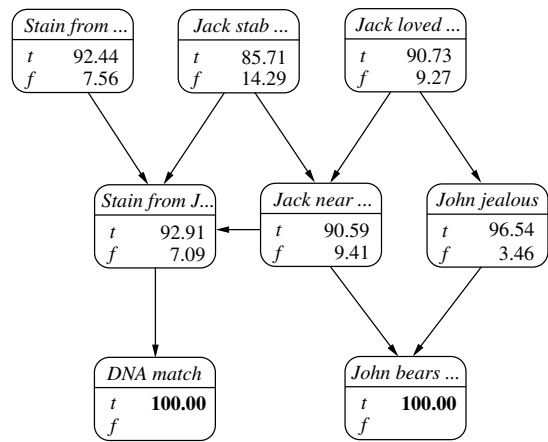 Stain from ...
t 92.44
f 7.56
Jack stab ...
t 85.71
f 14.29
Jack loved ...
t 90.73
f 9.27
Stain from J...
t 92.91
f 7.09
Jack near ...
t 90.59
f 9.41
John jealous
t 96.54
f 3.46
DNA match
t 100.00
f
John bears ...
t 100.00
f